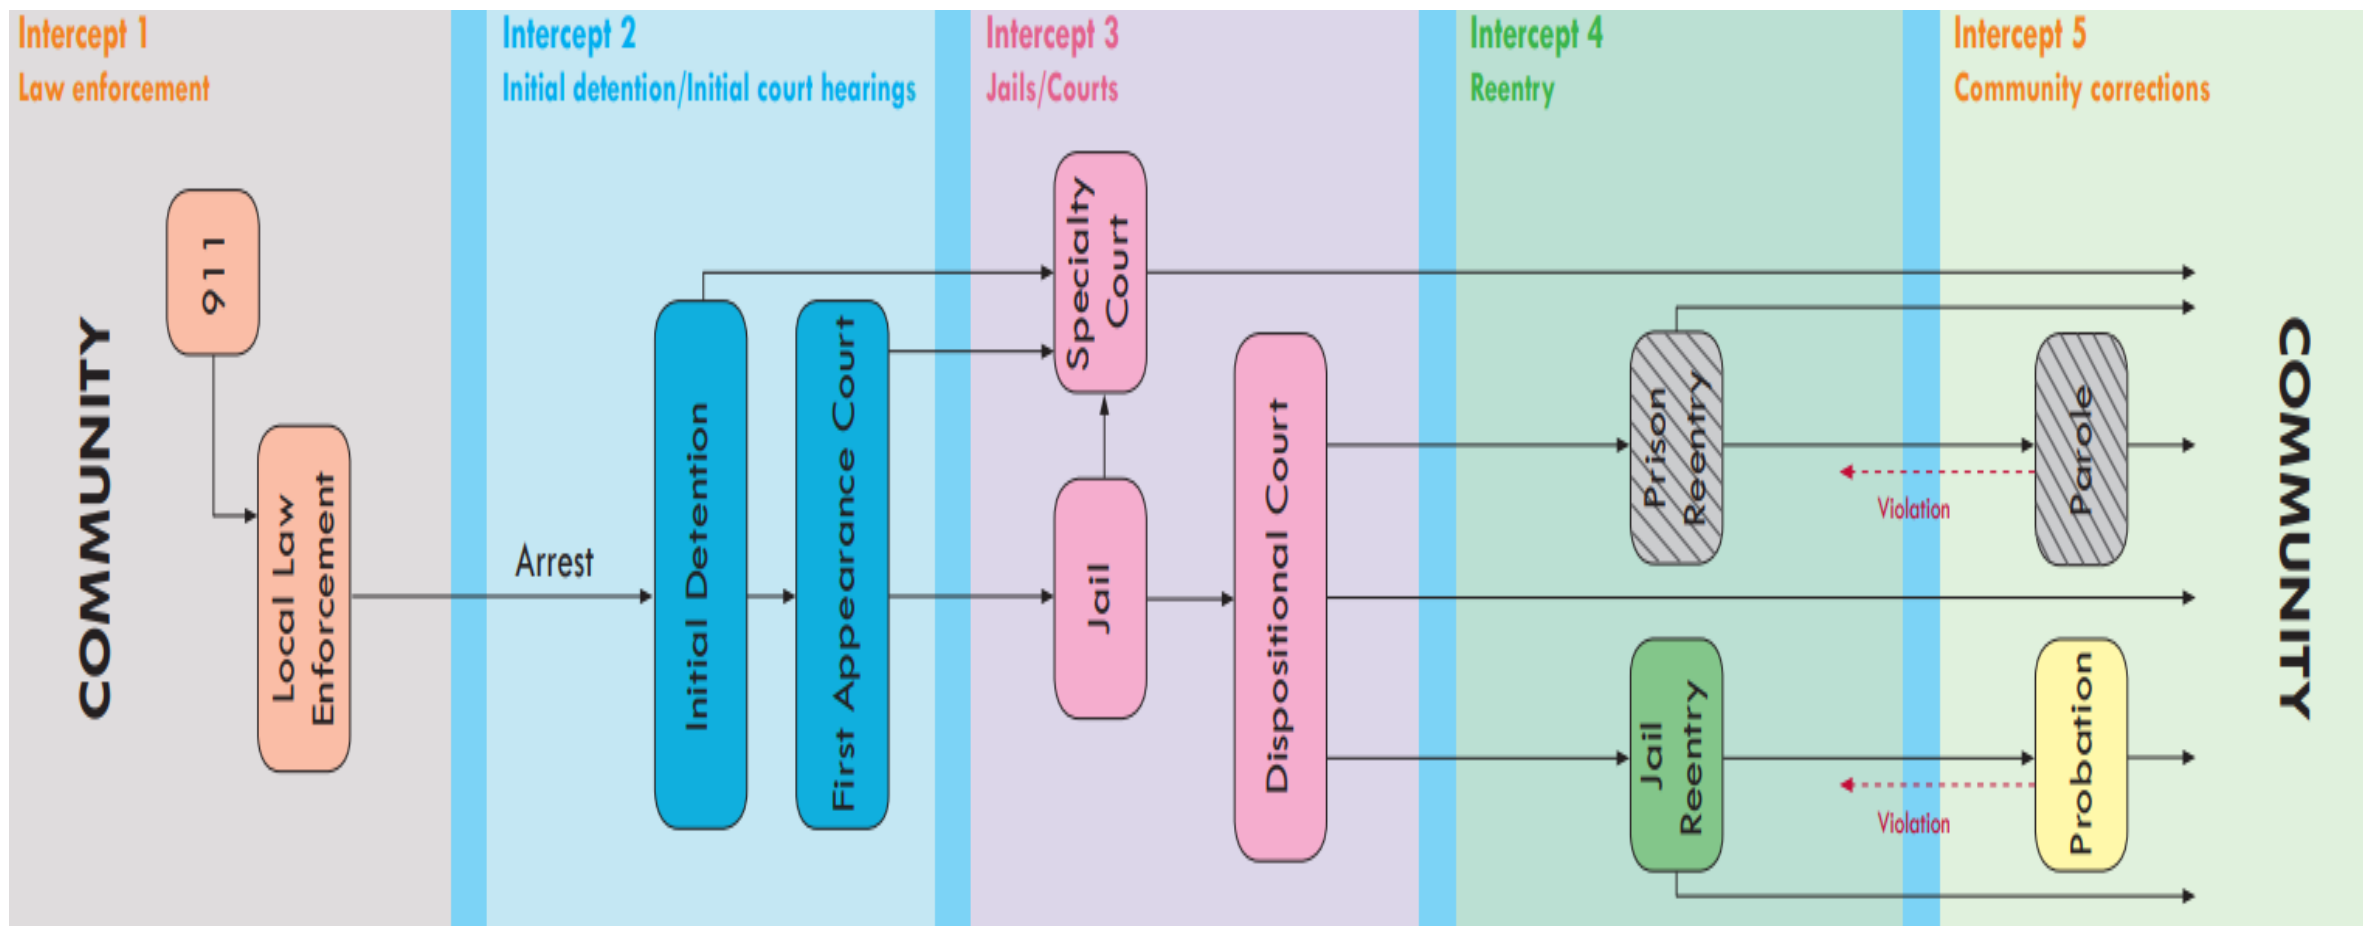 Intercept 1
Law enforcement
Intercept 2
Initial detention/Initial court hearings
Intercept 3
Jails/Courts
Intercept 4
Reentry
Intercept 5
Community corrections
COMMUNITY
911
Local Law
Enforcement
Arrest
Initial Detention
First Appearance Court
Specialty
Court
Jail
Dispositional Court
Prison
Reentry
Violation
Parole
Jail
Reentry
Violation
Probation
COMMUNITY